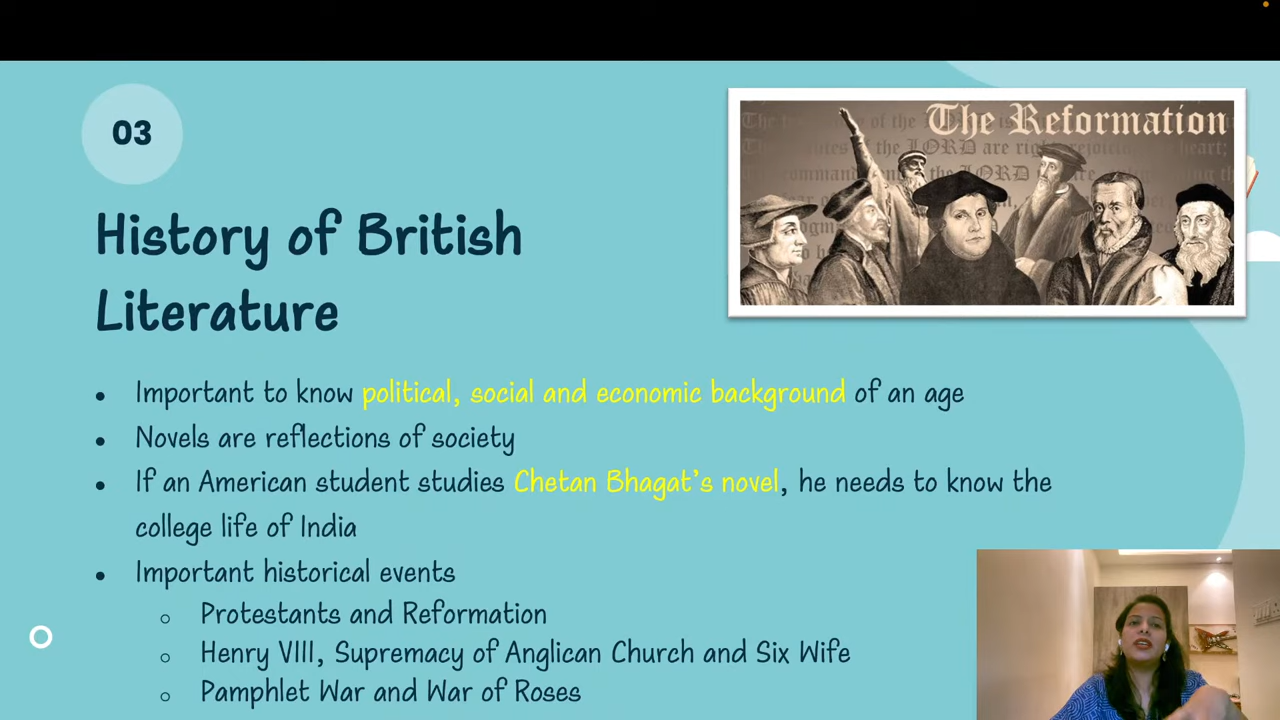 03
The Reformation
History of British
Literature
• Important to know political, social and economic background of an age
• Novels are reflections of society
• If an American student studies Chetan Bhagat's novel, he needs to know the
college life of India
• Important historical events
○ Protestants and Reformation
○ Henry VIII, Supremacy of Anglican Church and Six Wife
○ Pamphlet War and War of Roses